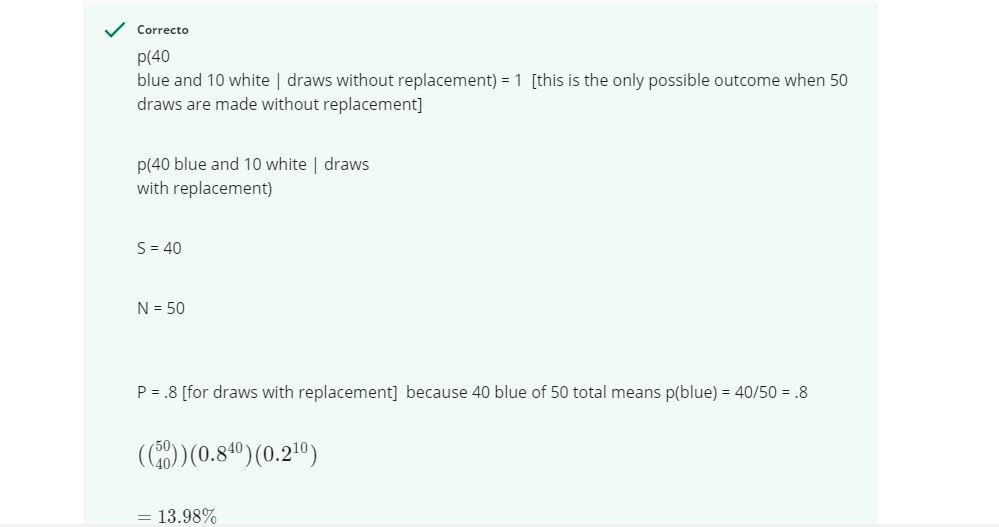 Correcto
p(40
blue and 10 white | draws without replacement) = 1  [this is the only possible outcome when 50
draws are made without replacement]
p(40 blue and 10 white | draws
with replacement)
S = 40
N = 50
P = .8 [for draws with replacement]  because 40 blue of 50 total means p(blue) = 40/50 = .8
((⁵⁰₄₀))(0.8⁴⁰)(0.2¹⁰)
= 13.98%